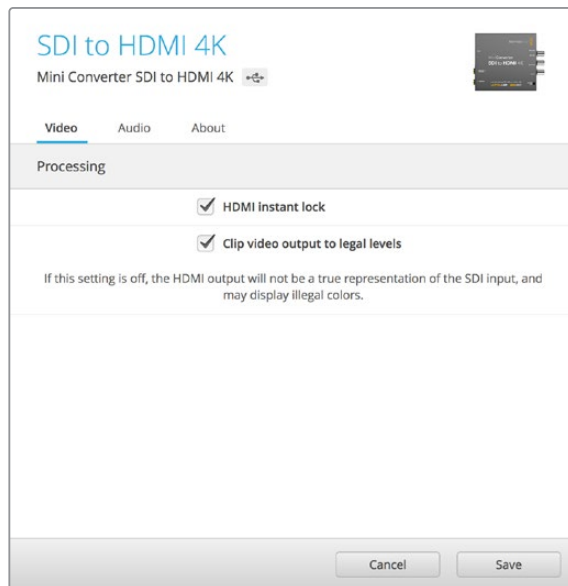 SDI to HDMI 4K
Mini Converter SDI to HDMI 4K
Video Audio About
Processing
HDMI instant lock
Clip video output to legal levels
If this setting is off, the HDMI output will not be a true representation of the SDI input, and
may display illegal colors.
Cancel Save